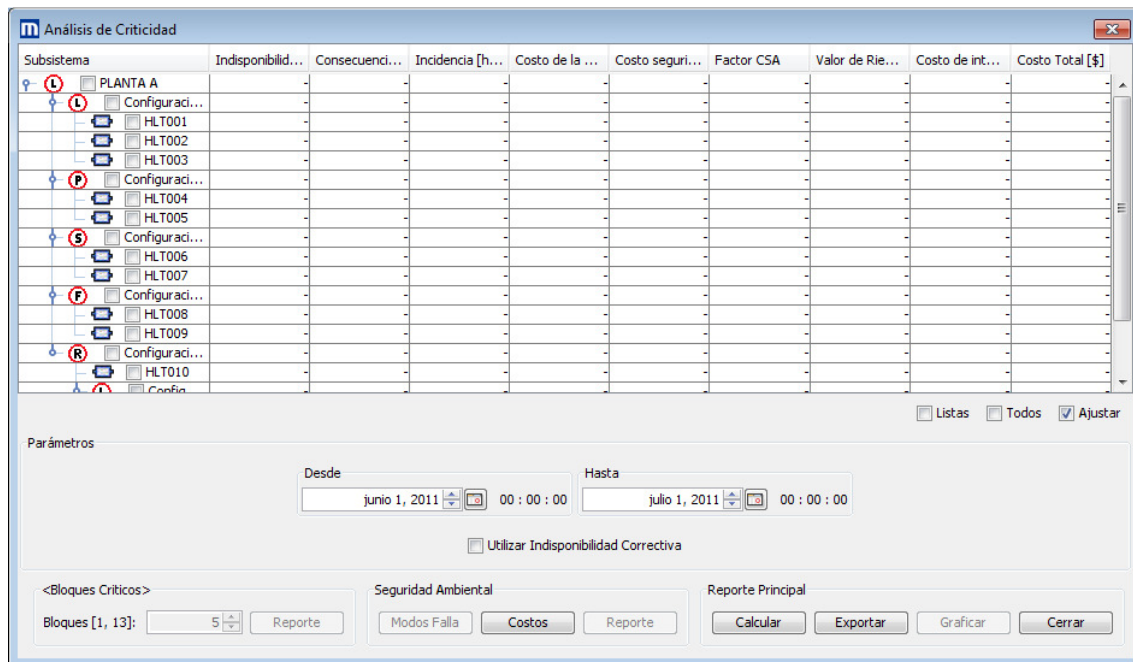 m Análisis de Criticidad
Subsistema Indisponibilid... Consecuenci... Incidencia [h... Costo de la ... Costo seguri... Factor CSA Valor de Rie... Costo de int... Costo Total [$]
L PLANTA A - - - - - - - - -
L Configuraci... - - - - - - - - -
HLT001 - - - - - - - - -
HLT002 - - - - - - - - -
HLT003 - - - - - - - - -
P Configuraci... - - - - - - - - -
HLT004 - - - - - - - - -
HLT005 - - - - - - - - -
S Configuraci... - - - - - - - - -
HLT006 - - - - - - - - -
HLT007 - - - - - - - - -
F Configuraci... - - - - - - - - -
HLT008 - - - - - - - - -
HLT009 - - - - - - - - -
R Configuraci... - - - - - - - - -
HLT010 - - - - - - - - -
L Config - - - - - - - - -
Listas Todos Ajustar
Parámetros
Desde Hasta
junio 1, 2011 00 : 00 : 00 julio 1, 2011 00 : 00 : 00
Utilizar Indisponibilidad Correctiva
<Bloques Criticos> Seguridad Ambiental Reporte Principal
Bloques [1, 13]: 5 Reporte Modos Falla Costos Reporte Calcular Exportar Graficar Cerrar